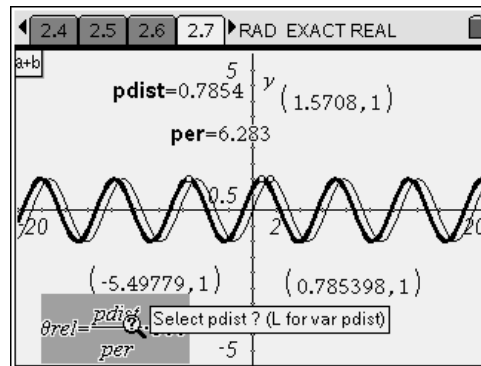 2.4 2.5 2.6 2.7 RAD EXACT REAL
a+b
5 y
pdist=0.7854
(1.5708,1)
per=6.283
0.5
-20 2 20
(-5.49779,1) (0.785398,1)
θrel=pdist/per
Select pdist ? (L for var pdist)
-5